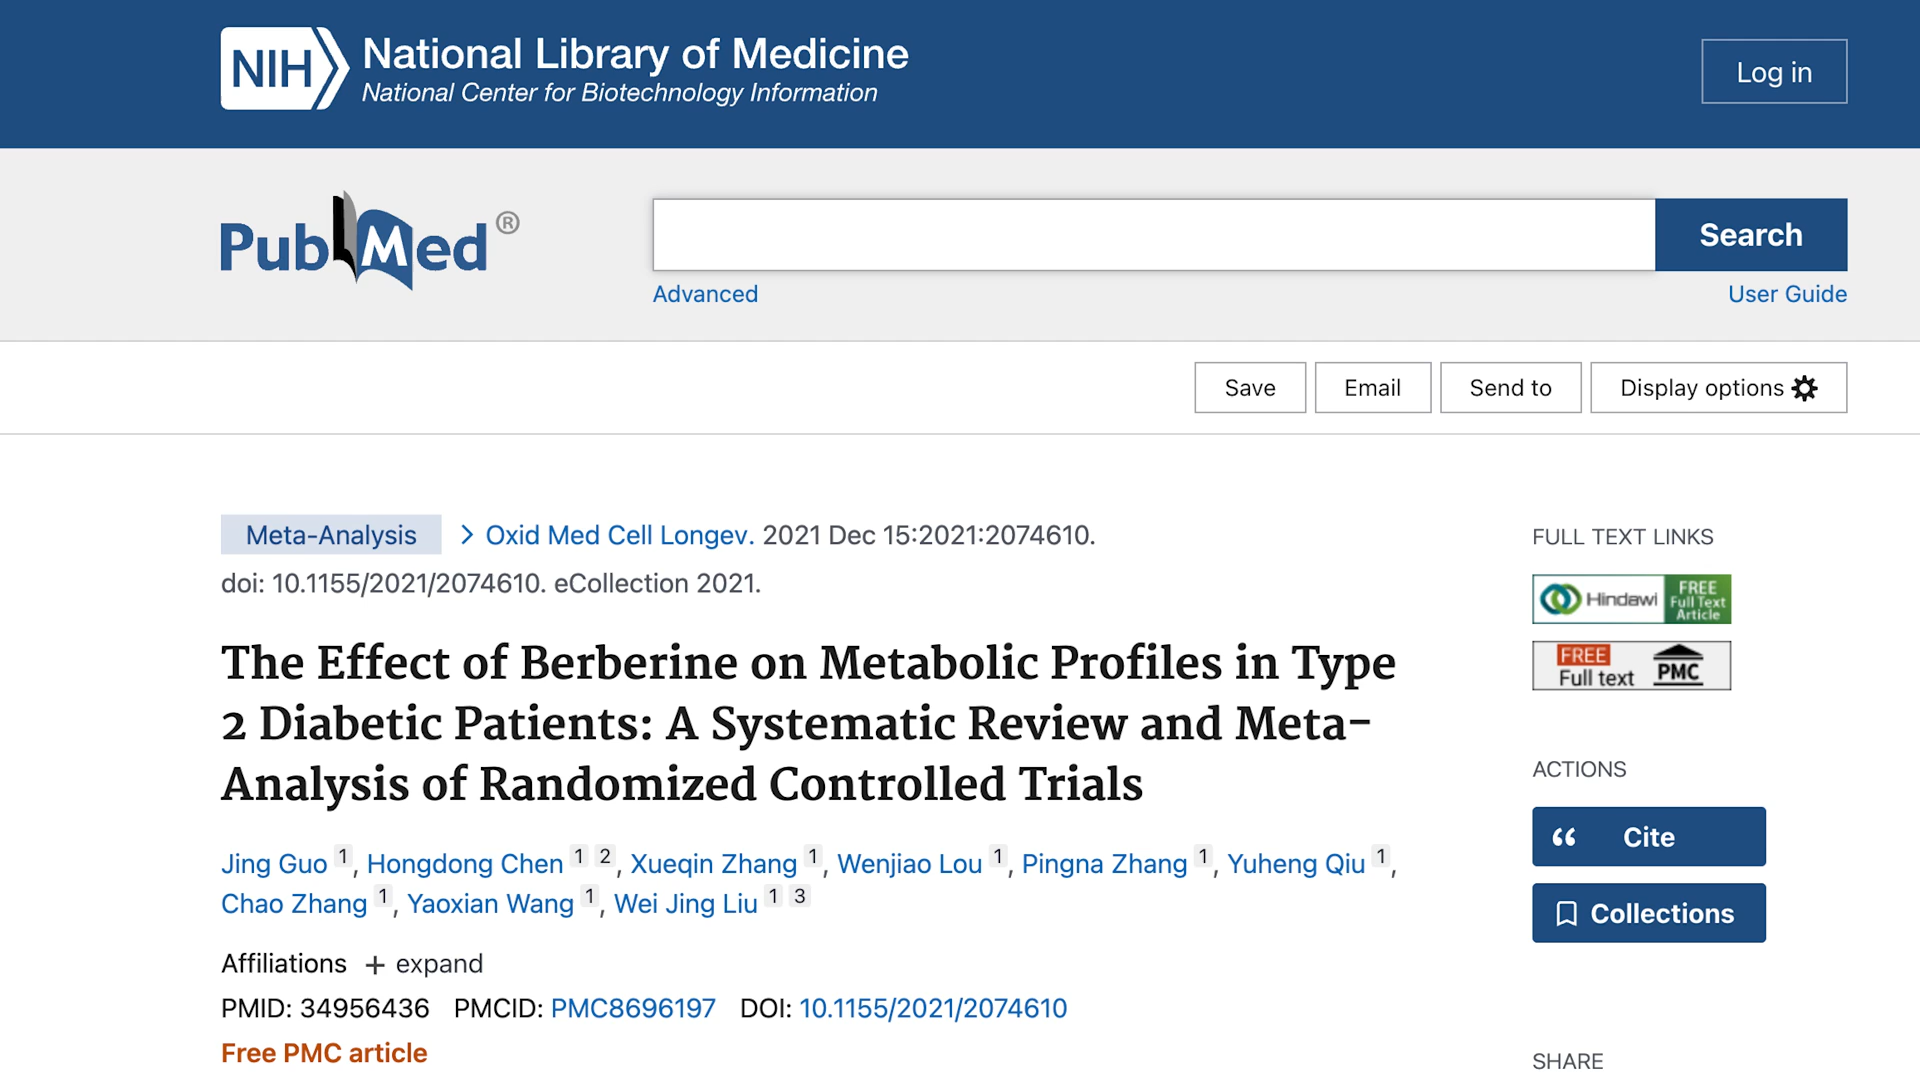 NIH National Library of Medicine
National Center for Biotechnology Information
Log in
PubMed®
Search
Advanced
User Guide
Save
Email
Send to
Display options
Meta-Analysis
Oxid Med Cell Longev. 2021 Dec 15:2021:2074610.
doi: 10.1155/2021/2074610. eCollection 2021.
The Effect of Berberine on Metabolic Profiles in Type
2 Diabetic Patients: A Systematic Review and Meta-
Analysis of Randomized Controlled Trials
Jing Guo 1, Hongdong Chen 1 2, Xueqin Zhang 1, Wenjiao Lou 1, Pingna Zhang 1, Yuheng Qiu 1,
Chao Zhang 1, Yaoxian Wang 1, Wei Jing Liu 1 3
Affiliations + expand
PMID: 34956436 PMCID: PMC8696197 DOI: 10.1155/2021/2074610
Free PMC article
FULL TEXT LINKS
Hindawi
FREE
Full Text
Article
FREE
Full text
PMC
ACTIONS
Cite
Collections
SHARE